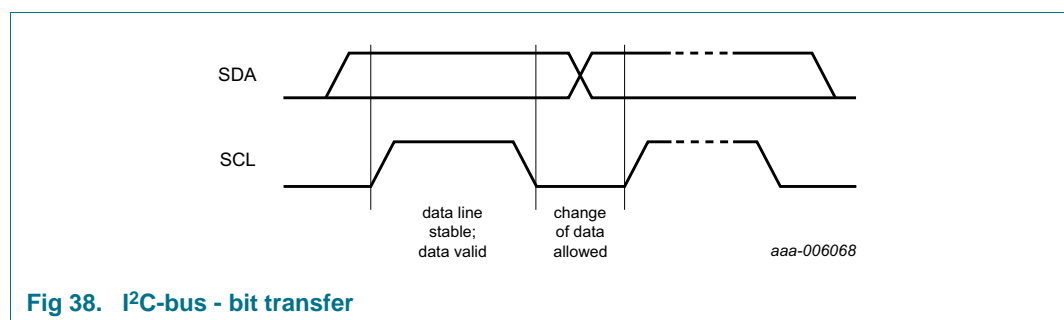 SDA
SCL
data line
stable;
data valid
change
of data
allowed
aaa-006068
Fig 38. I²C-bus - bit transfer